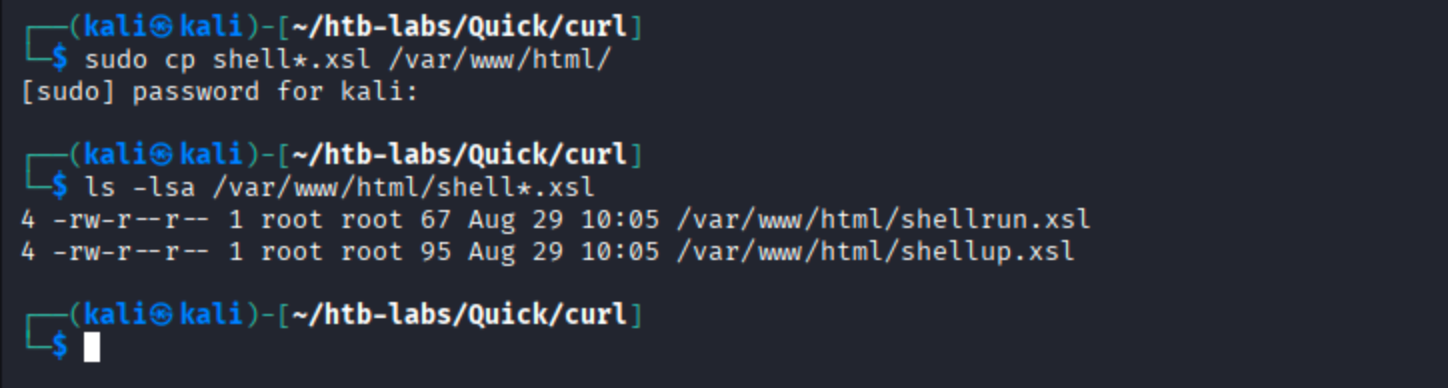 ┌──(kali㉿kali)-[~/htb-labs/Quick/curl]
└─$ sudo cp shell*.xsl /var/www/html/
[sudo] password for kali:
┌──(kali㉿kali)-[~/htb-labs/Quick/curl]
└─$ ls -lsa /var/www/html/shell*.xsl
4 -rw-r--r-- 1 root root 67 Aug 29 10:05 /var/www/html/shellrun.xsl
4 -rw-r--r-- 1 root root 95 Aug 29 10:05 /var/www/html/shellup.xsl
┌──(kali㉿kali)-[~/htb-labs/Quick/curl]
└─$